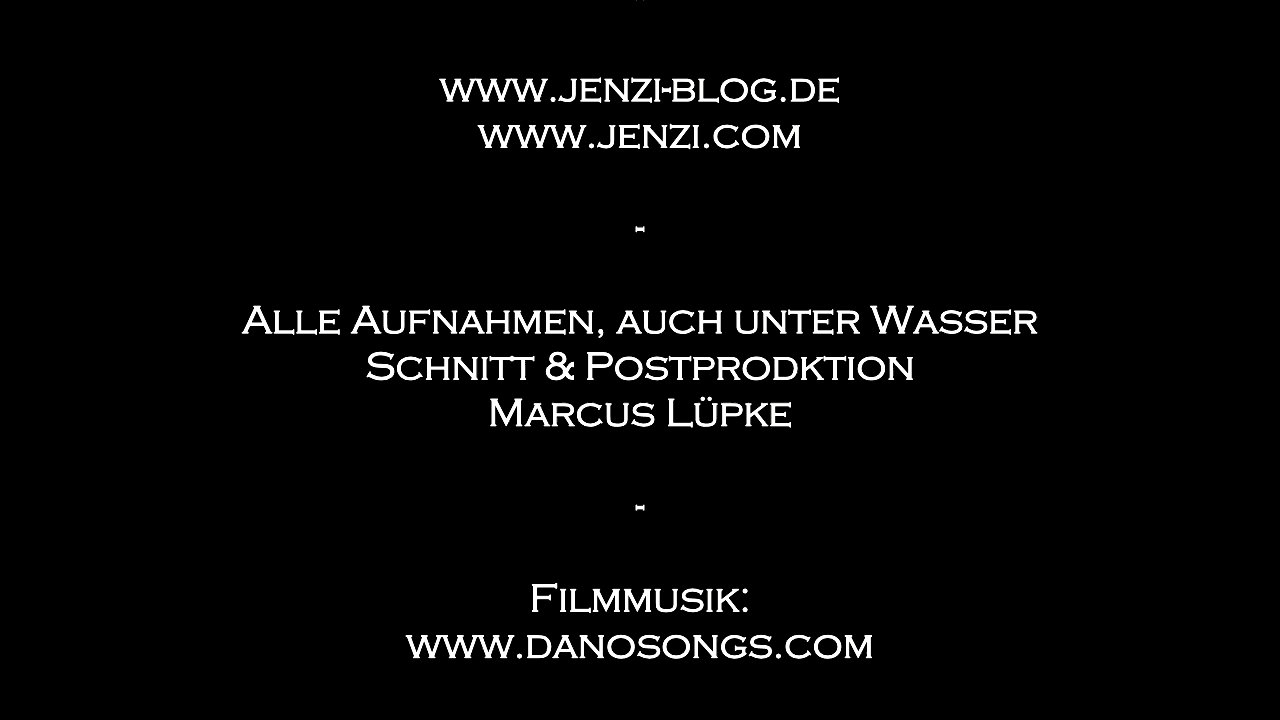 www.jenzi-blog.de
www.jenzi.com
-
Alle Aufnahmen, auch unter Wasser
Schnitt & Postprodktion
Marcus Lüpke
-
Filmmusik:
www.danosongs.com